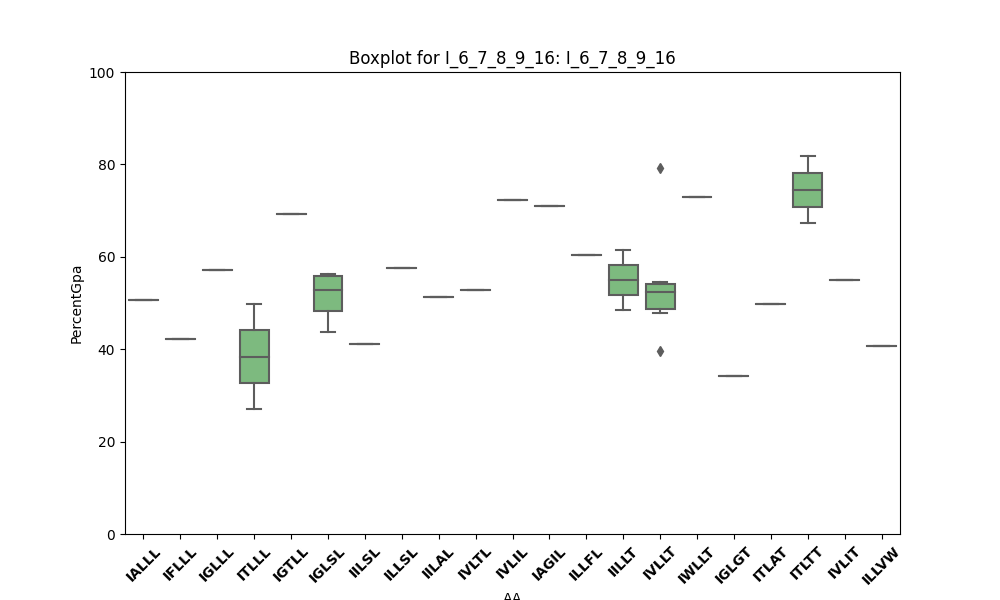 Boxplot for I_6_7_8_9_16: I_6_7_8_9_16
100
80
60
40
20
0
PercentGpa
IALLL
IFLLL
IGLLL
ITLLL
IGTLL
IGLSL
IILSL
ILLSL
IILAL
IVLTL
IVLIL
IAGIL
ILLFL
IILLT
IVLLT
IWLLT
IGLGT
ITLAT
ITLTT
IVLIT
ILLVW
AA